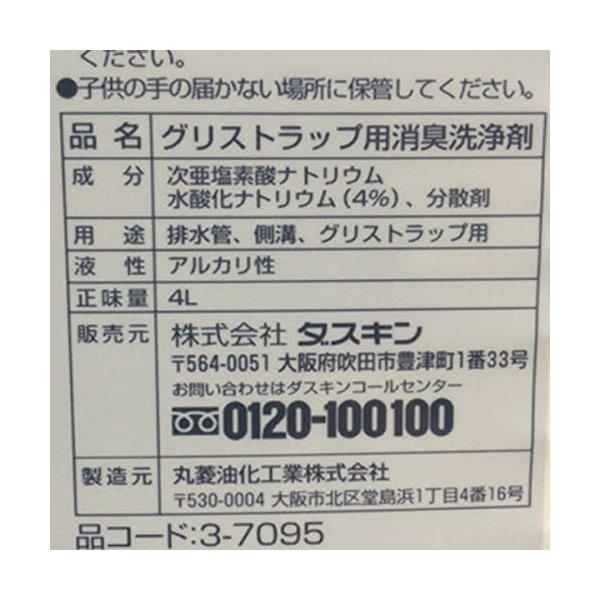 ください。
●子供の手の届かない場所に保管してください。
品名 グリストラップ用消臭洗浄剤
成分 次亜塩素酸ナトリウム
水酸化ナトリウム(4%)、分散剤
用途 排水管、側溝、グリストラップ用
液性 アルカリ性
正味量 4L
販売元 株式会社 ダスキン
〒564-0051 大阪府吹田市豊津町1番33号
お問い合わせはダスキンコールセンター
0120-100100
製造元 丸菱油化工業株式会社
〒530-0004 大阪市北区堂島浜1丁目4番16号
品コード:3-7095